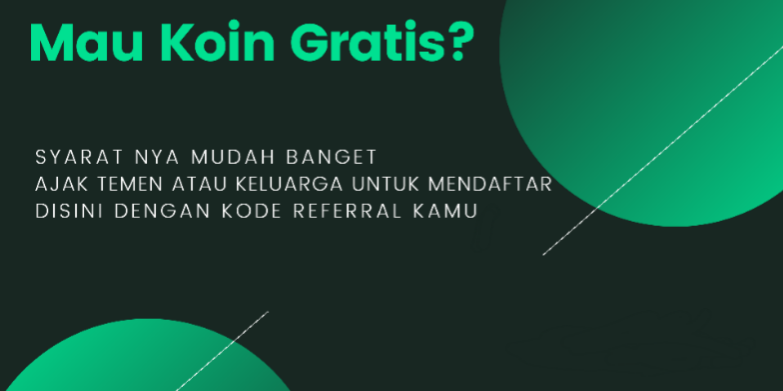 Mau Koin Gratis?
SYARAT NYA MUDAH BANGET
AJAK TEMEN ATAU KELUARGA UNTUK MENDAFTAR
DISINI DENGAN KODE REFERRAL KAMU